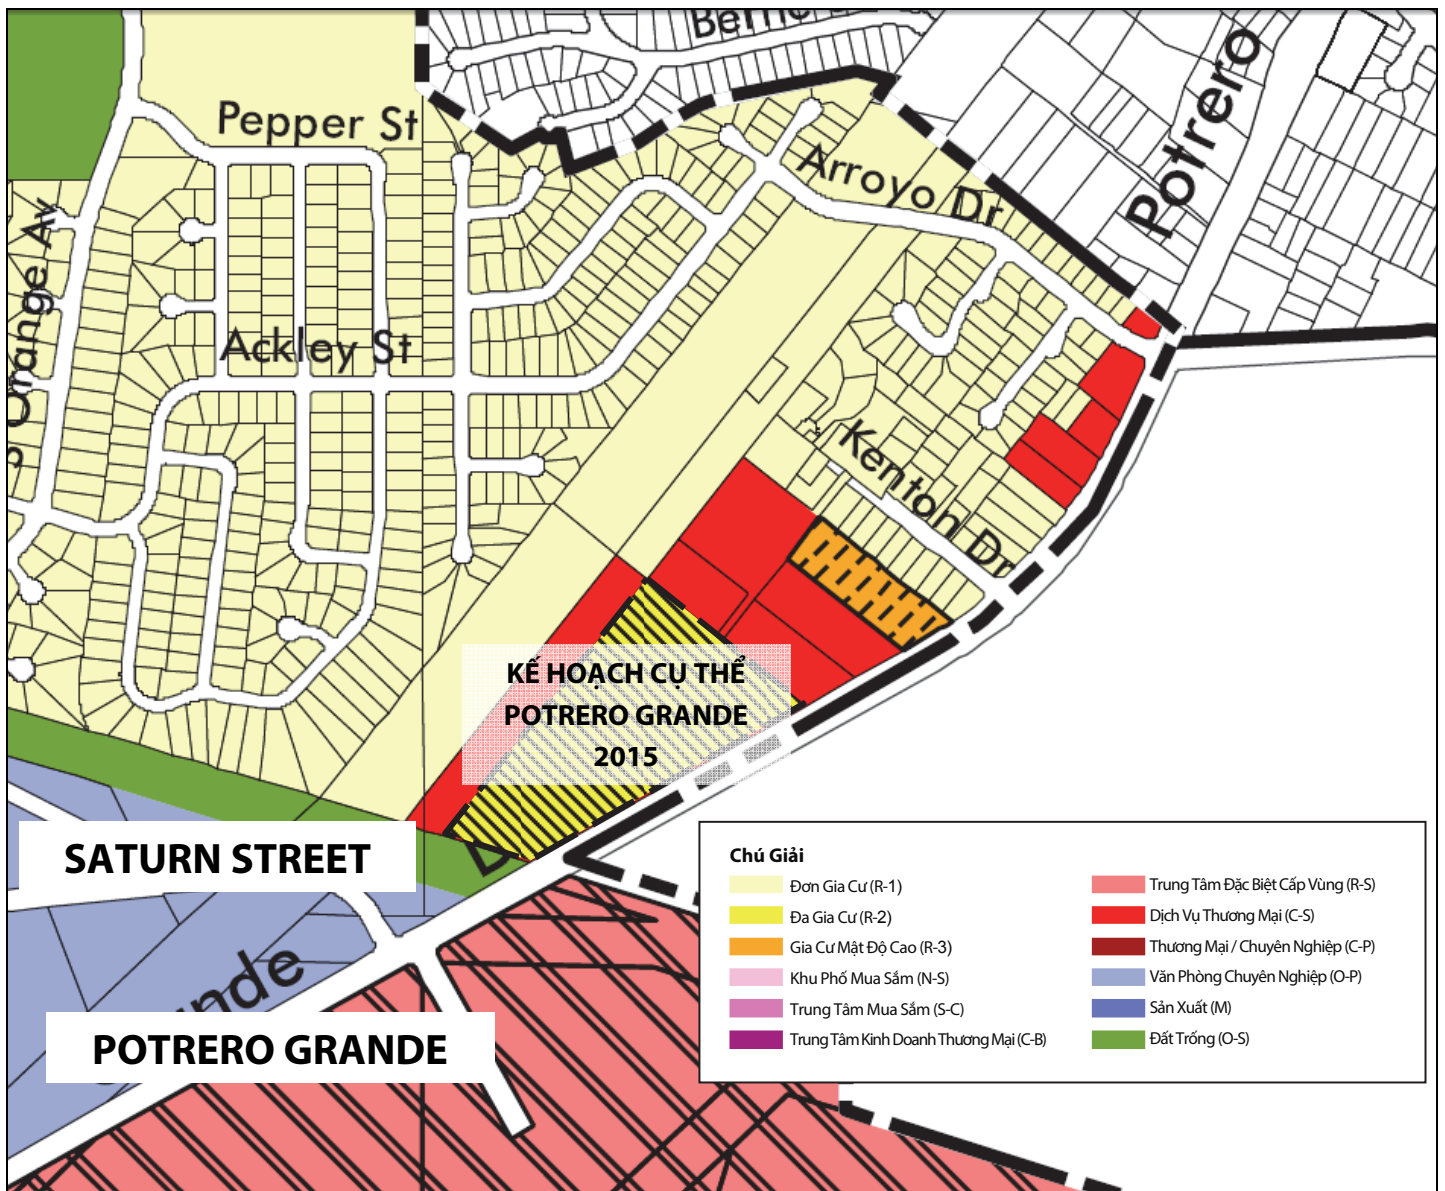 Pepper St
Arroyo Dr
Potrero
S Orange Av
Ackley St
Kenton Dr
KẾ HOẠCH CỤ THỂ
POTRERO GRANDE
2015
SATURN STREET
POTRERO GRANDE
Chú Giải
Đơn Gia Cư (R-1)
Đa Gia Cư (R-2)
Gia Cư Mật Độ Cao (R-3)
Khu Phố Mua Sắm (N-S)
Trung Tâm Mua Sắm (S-C)
Trung Tâm Kinh Doanh Thương Mại (C-B)
Trung Tâm Đặc Biệt Cấp Vùng (R-S)
Dịch Vụ Thương Mại (C-S)
Thương Mại / Chuyên Nghiệp (C-P)
Văn Phòng Chuyên Nghiệp (O-P)
Sản Xuất (M)
Đất Trống (O-S)